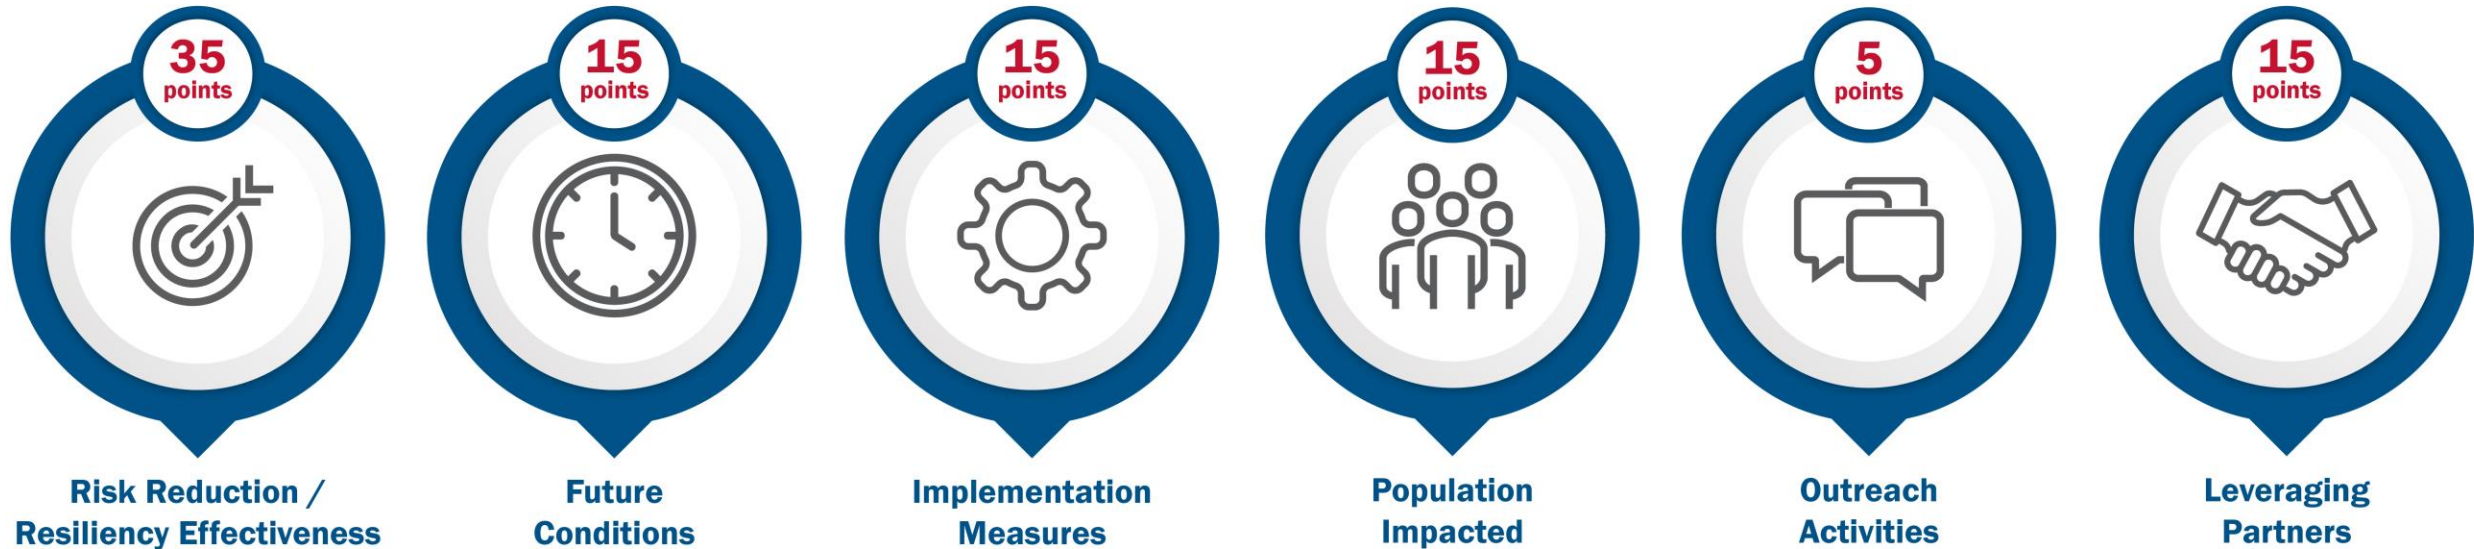 35
points
Risk Reduction /
Resiliency Effectiveness
15
points
Future
Conditions
15
points
Implementation
Measures
15
points
Population
Impacted
5
points
Outreach
Activities
15
points
Leveraging
Partners